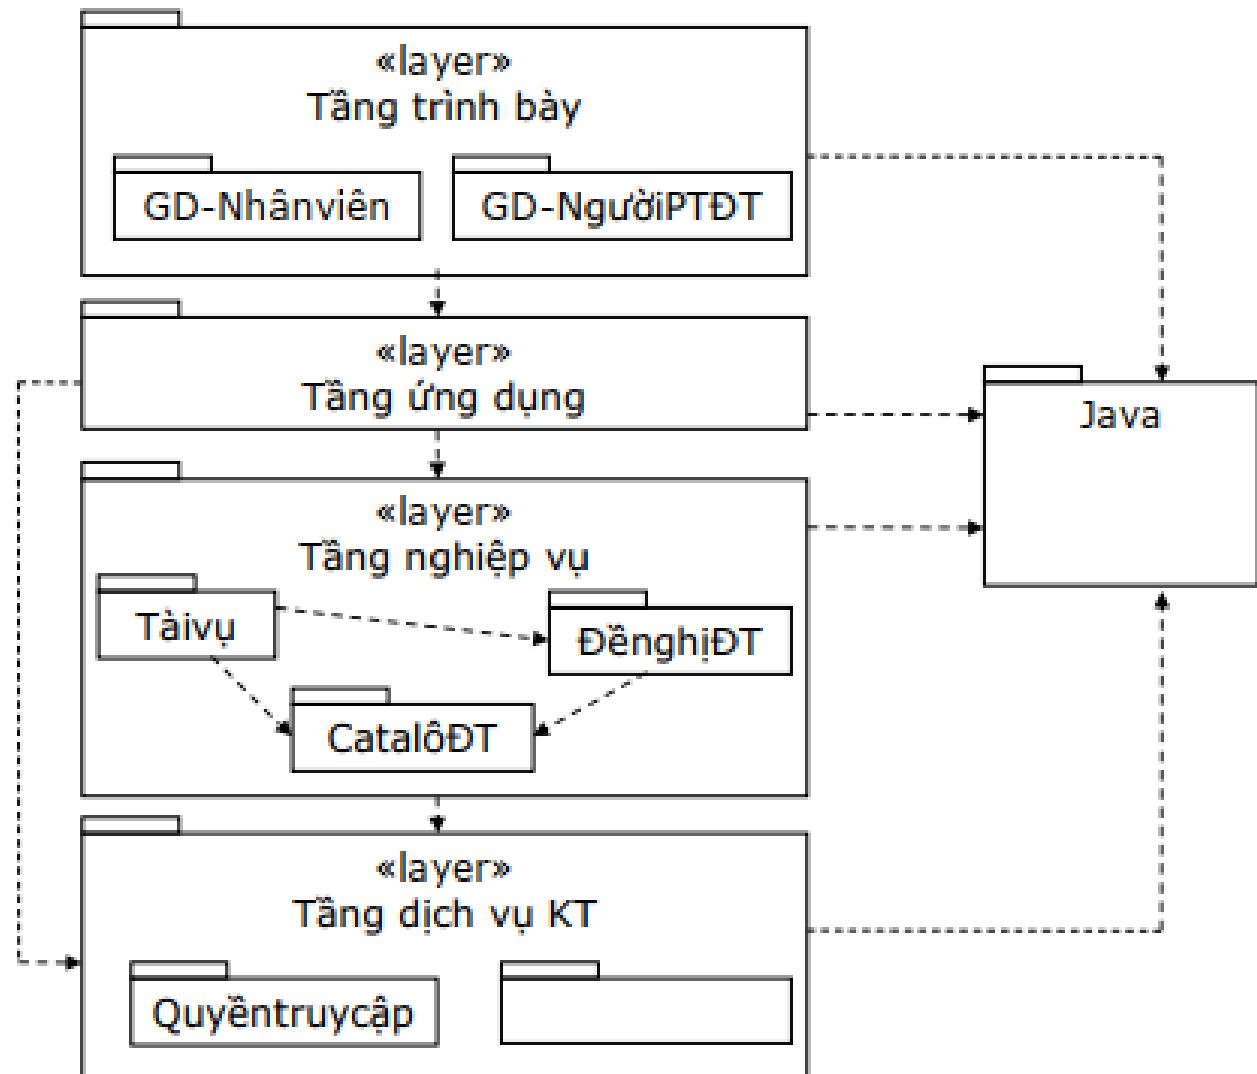 «layer»
Tầng trình bày
GD-Nhânviên
GD-NgườiPTĐT
«layer»
Tầng ứng dụng
Java
«layer»
Tầng nghiệp vụ
Tàivụ
ĐềnghịĐT
CatalôĐT
«layer»
Tầng dịch vụ KT
Quyềntruycập